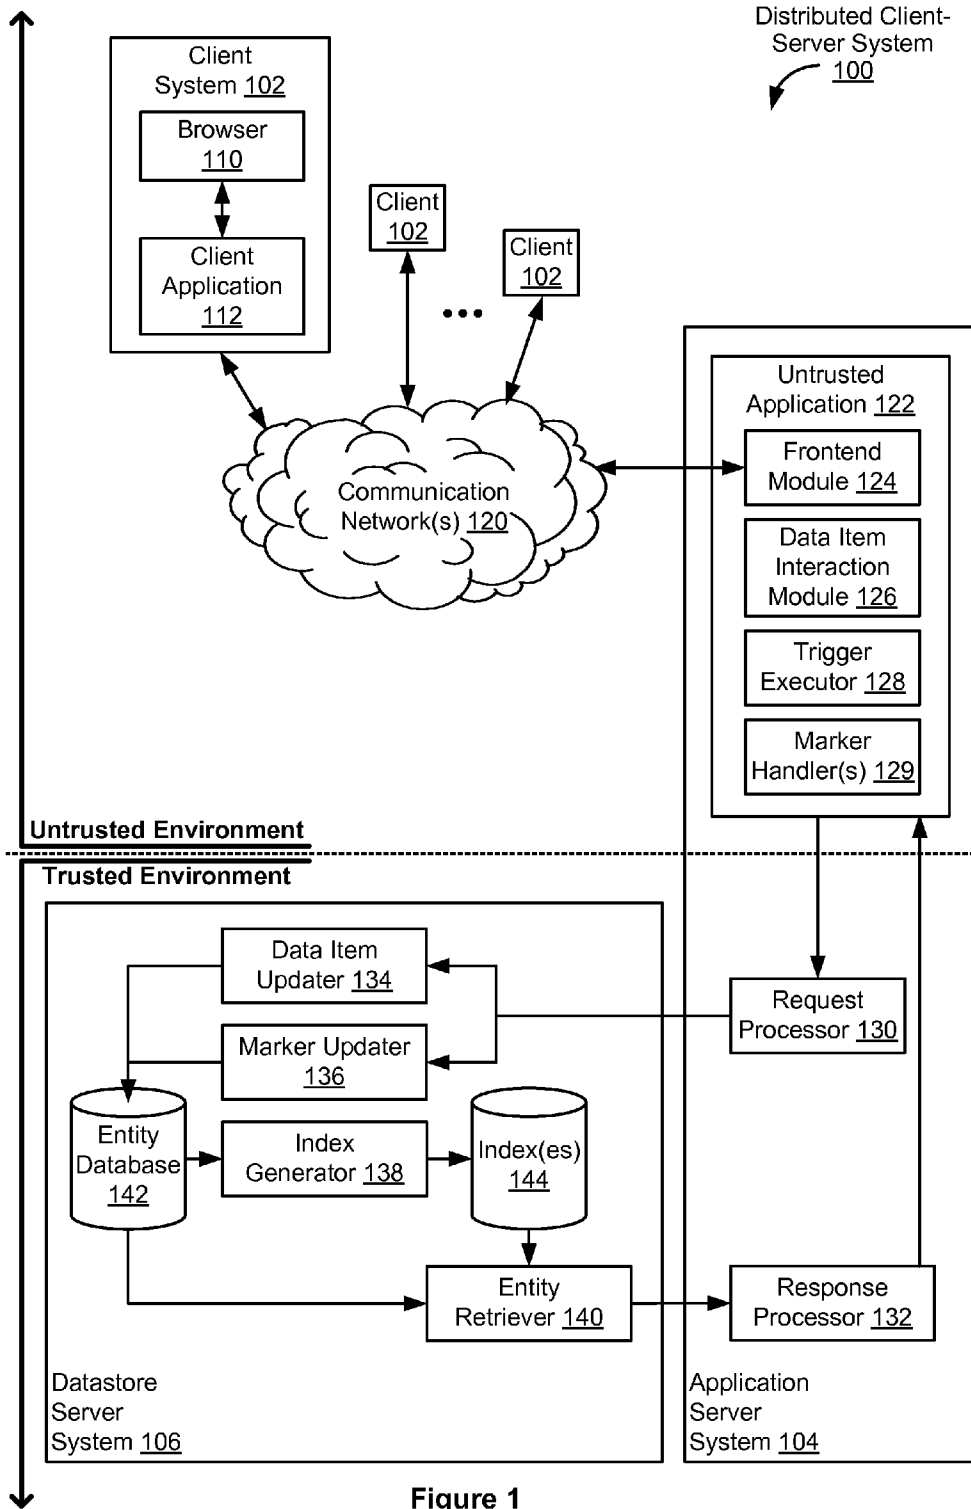 Distributed Client-
Server System
100
Client
System 102
Browser
110
Client
Application
112
Client
102
Client
102
Communication
Network(s) 120
Untrusted
Application 122
Frontend
Module 124
Data Item
Interaction
Module 126
Trigger
Executor 128
Marker
Handler(s) 129
Untrusted Environment
Trusted Environment
Data Item
Updater 134
Marker Updater
136
Request
Processor 130
Entity
Database
142
Index
Generator 138
Index(es)
144
Entity
Retriever 140
Response
Processor 132
Datastore
Server
System 106
Application
Server
System 104
Figure 1